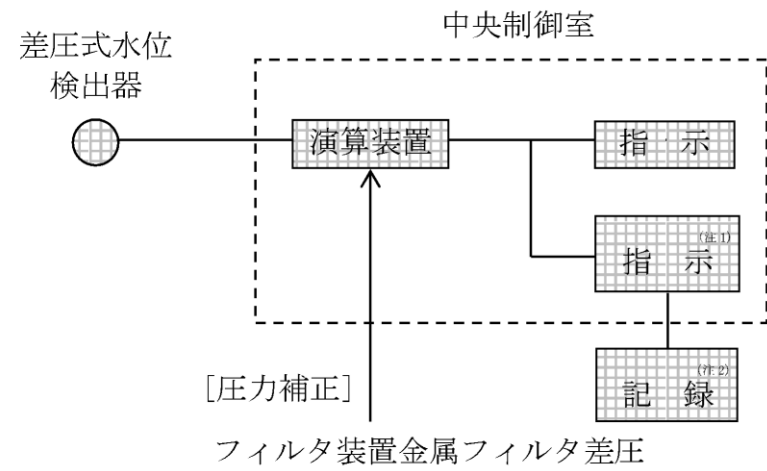 中央制御室
差圧式水位
検出器
演算装置
指 示
指 示(注1)
記 録(注2)
[圧力補正]
フィルタ装置金属フィルタ差圧